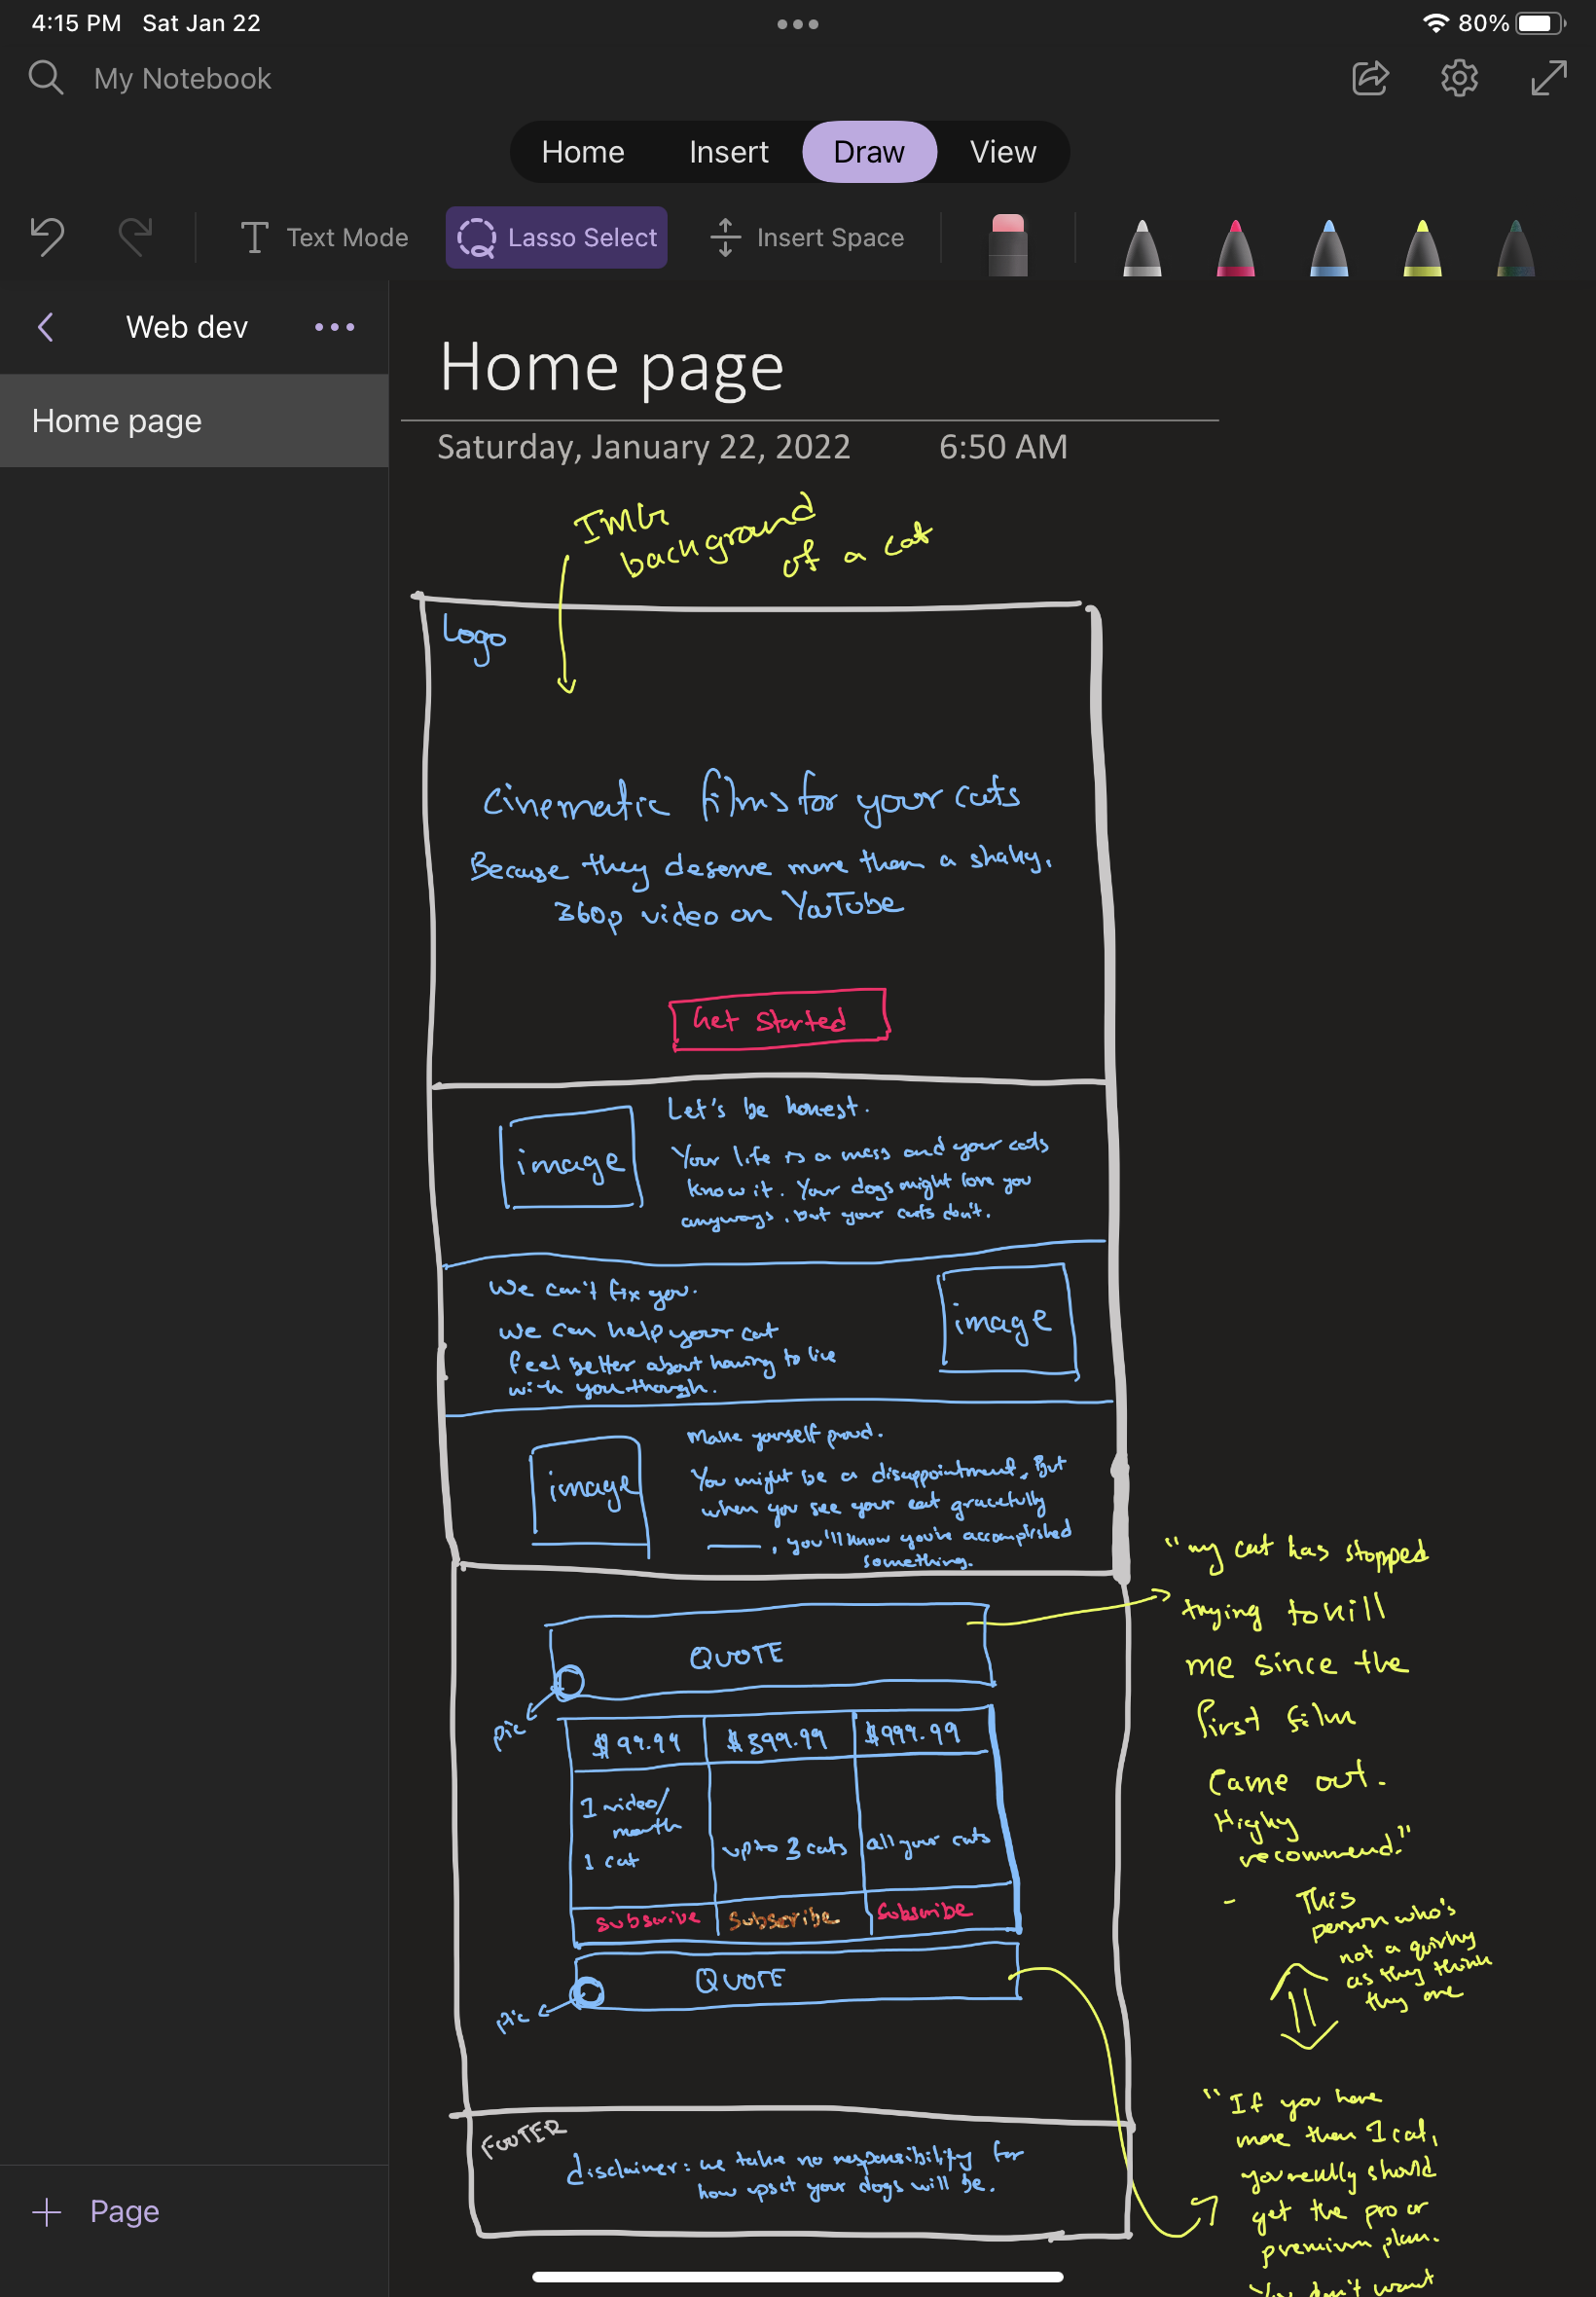 4:15 PM Sat Jan 22
80%
My Notebook
Home Insert Draw View
Text Mode Lasso Select Insert Space
Web dev
Home page
+ Page
Home page
Saturday, January 22, 2022 6:50 AM
IMG
background
of a cat
Logo
Cinematic films for your cats
Because they deserve more than a shaky,
360p video on YouTube
Get Started
image
Let's be honest.
Your life is a mess and your cats
know it. Your dogs might love you
anyways, but your cats don't.
We can't fix you.
We can help your cat
feel better about having to live
with you though.
image
image
Make yourself proud.
You might be a disappointment, But
when you see your cat gracefully
____, you'll know you've accomplished
something.
QUOTE
pic
$99.99 $399.99 $999.99
1 video/
month
1 cat
up to 3 cats
all your cats
subscribe subscribe subscribe
QUOTE
pic
FOOTER
disclaimer: we take no responsibility for
how upset your dogs will be.
"my cat has stopped
trying to kill
me since the
first film
Came out.
Highy
recommend."
- This
person who's
not a quirky
as they think
they are
"If you have
more than 1 cat,
you really should
get the pro or
premium plan.
You don't want